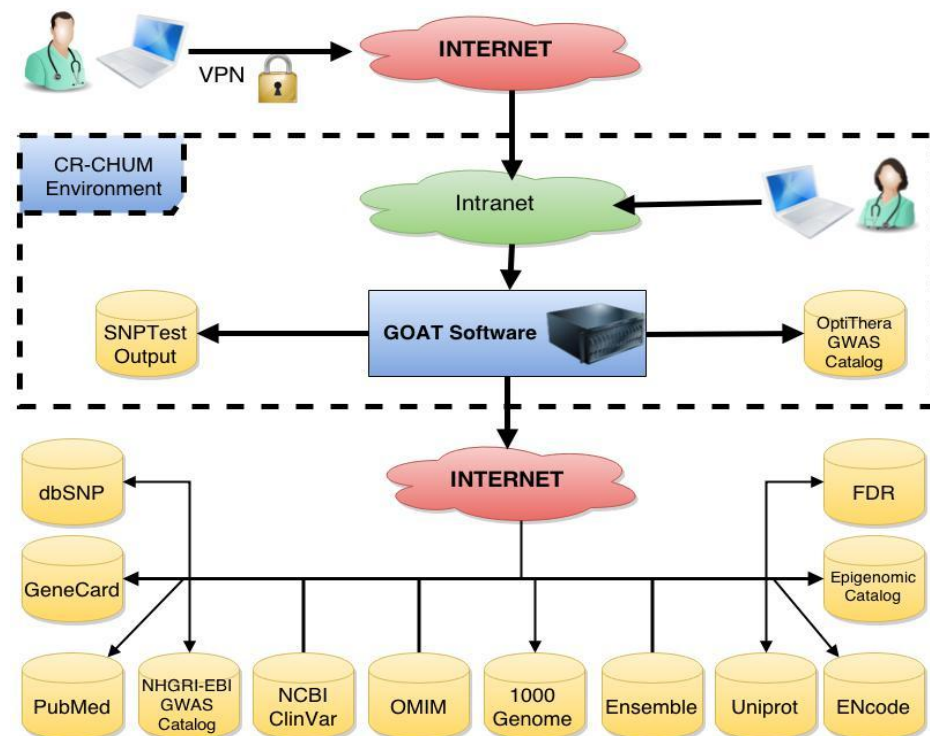 INTERNET
VPN
CR-CHUM
Environment
Intranet
SNPTest
Output
GOAT Software
OptiThera
GWAS
Catalog
INTERNET
dbSNP
FDR
GeneCard
Epigenomic
Catalog
PubMed
NHGRI-EBI
GWAS
Catalog
NCBI
ClinVar
OMIM
1000
Genome
Ensemble
Uniprot
ENcode